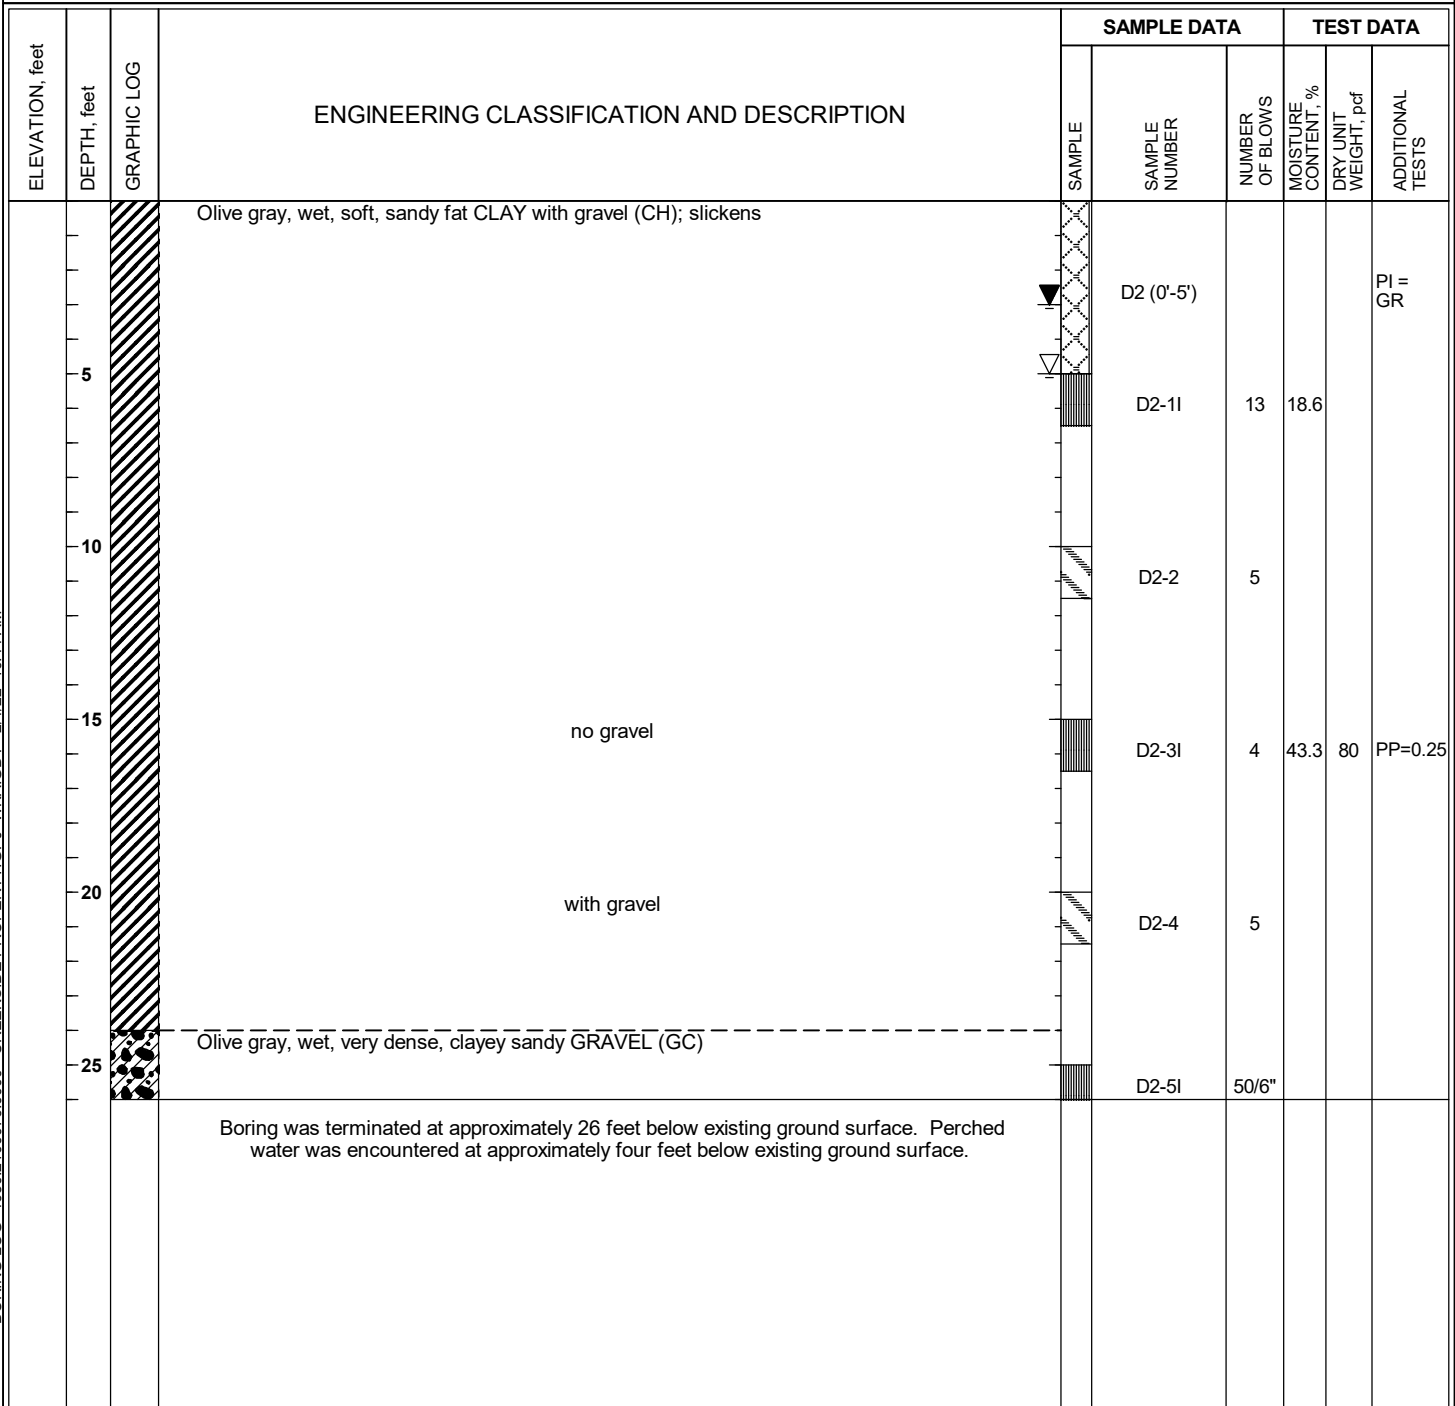 SAMPLE DATA
TEST DATA
ELEVATION, feet
DEPTH, feet
GRAPHIC LOG
ENGINEERING CLASSIFICATION AND DESCRIPTION
SAMPLE
SAMPLE
NUMBER
NUMBER
OF BLOWS
MOISTURE
CONTENT, %
DRY UNIT
WEIGHT, pcf
ADDITIONAL
TESTS
Olive gray, wet, soft, sandy fat CLAY with gravel (CH); slickens
D2 (0'-5')
PI =
GR
5
D2-1I 13 18.6
10
D2-2 5
15
no gravel
D2-3I 4 43.3 80 PP=0.25
20
with gravel
D2-4 5
Olive gray, wet, very dense, clayey sandy GRAVEL (GC)
25
D2-5I 50/6"
Boring was terminated at approximately 26 feet below existing ground surface. Perched
water was encountered at approximately four feet below existing ground surface.